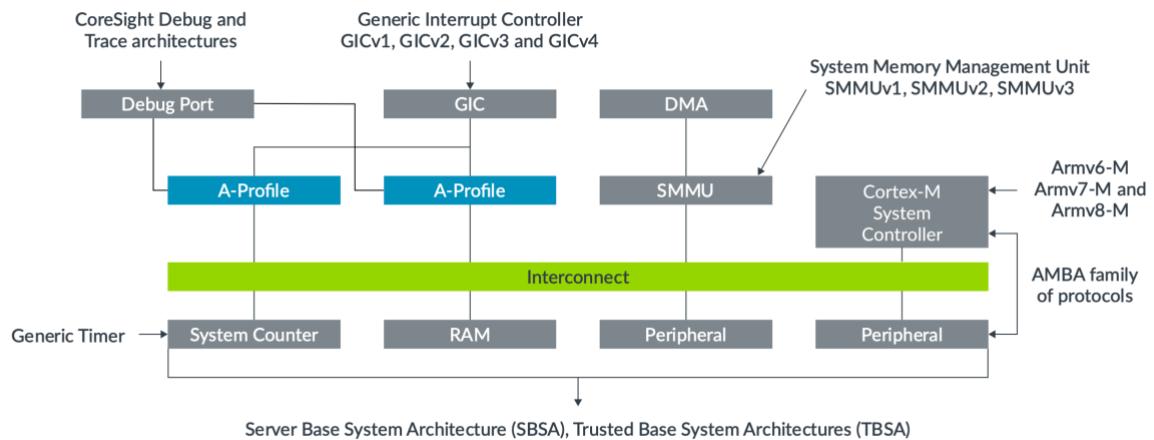 CoreSight Debug and
Trace architectures
Generic Interrupt Controller
GICv1, GICv2, GICv3 and GICv4
System Memory Management Unit
SMMUv1, SMMUv2, SMMUv3
Debug Port
GIC
DMA
A-Profile
A-Profile
SMMU
Cortex-M
System
Controller
Armv6-M
Armv7-M and
Armv8-M
Interconnect
AMBA family
of protocols
Generic Timer
System Counter
RAM
Peripheral
Peripheral
Server Base System Architecture (SBSA), Trusted Base System Architectures (TBSA)